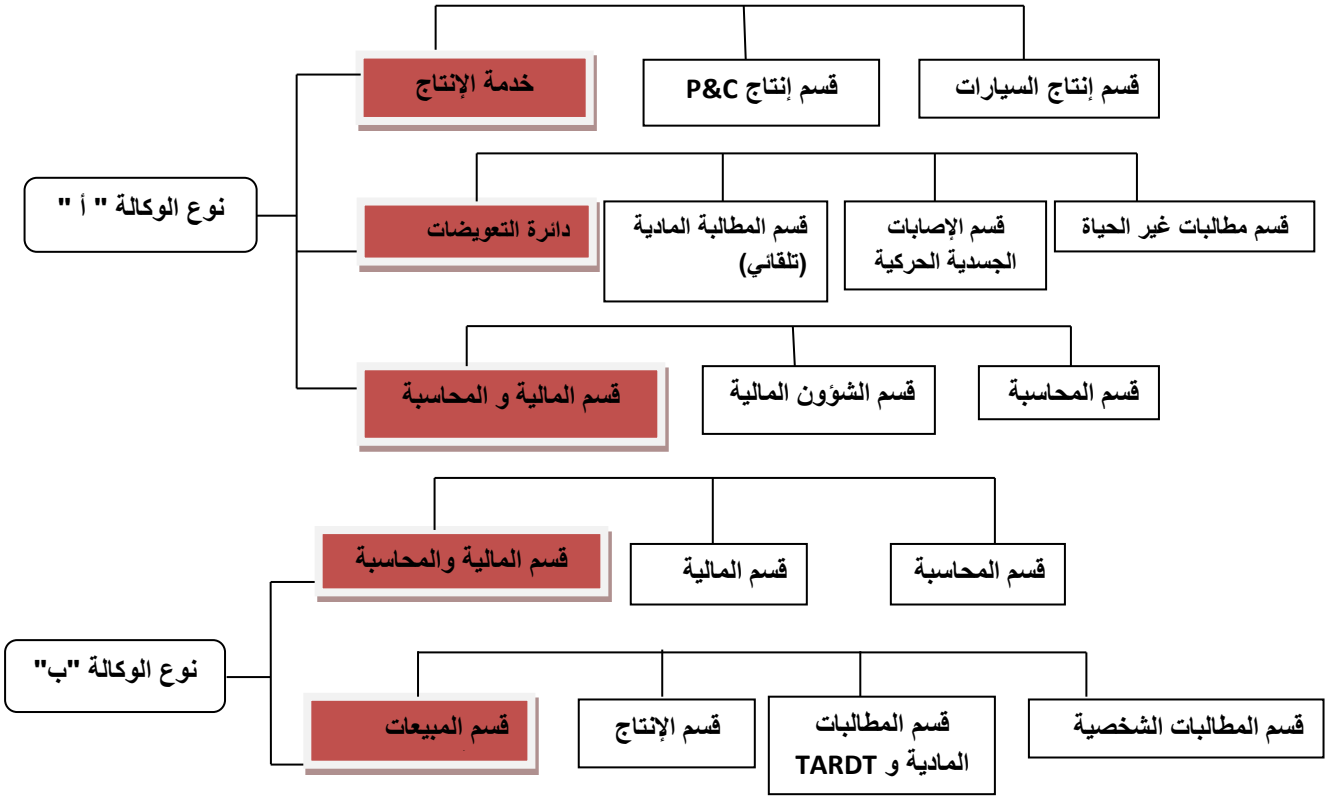 خدمة الإنتاج
قسم إنتاج P&C
قسم إنتاج السيارات
نوع الوكالة " أ "
دائرة التعويضات
قسم المطالبة المادية
(تلقائي)
قسم الإصابات
الجسدية الحركية
قسم مطالبات غير الحياة
قسم المالية و المحاسبة
قسم الشؤون المالية
قسم المحاسبة
قسم المالية والمحاسبة
قسم المالية
قسم المحاسبة
نوع الوكالة "ب"
قسم المبيعات
قسم الإنتاج
قسم المطالبات
المادية و TARDT
قسم المطالبات الشخصية